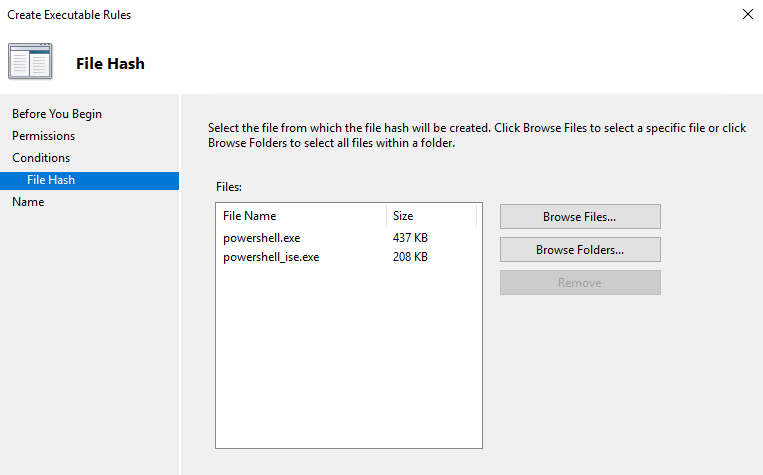 Create Executable Rules
File Hash
Before You Begin
Permissions
Conditions
File Hash
Name
Select the file from which the file hash will be created. Click Browse Files to select a specific file or click
Browse Folders to select all files within a folder.
Files:
File Name Size
powershell.exe 437 KB
powershell_ise.exe 208 KB
Browse Files...
Browse Folders...
Remove